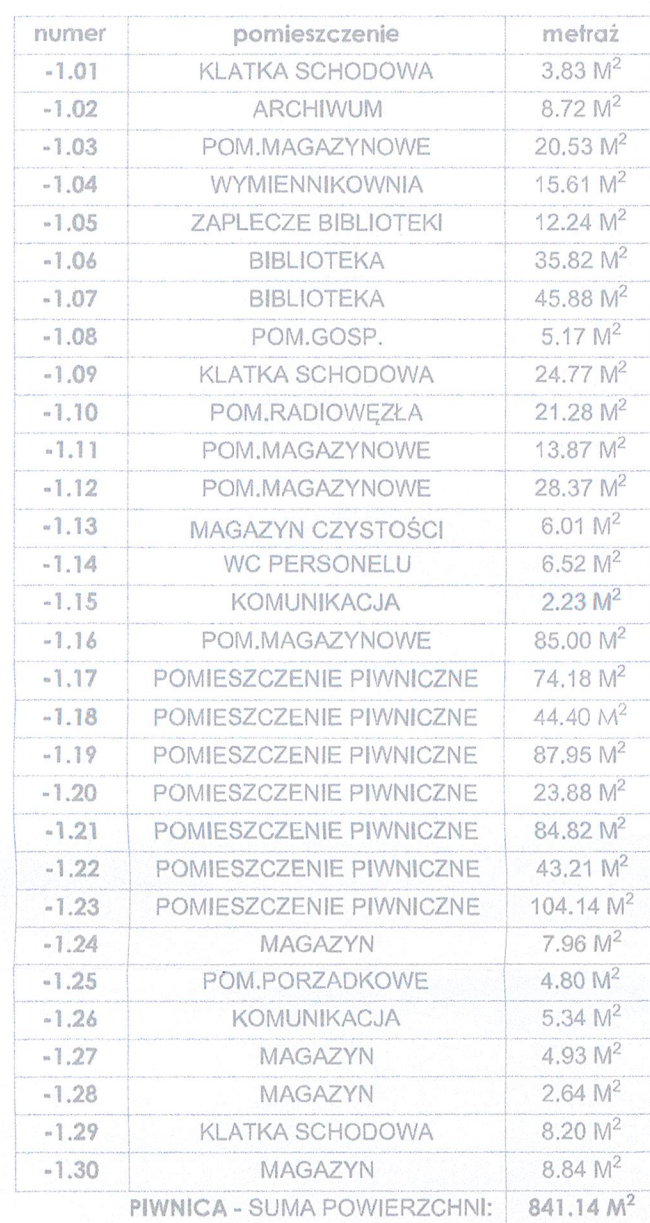 numer pomieszczenie metraż
-1.01 KLATKA SCHODOWA 3.83 M²
-1.02 ARCHIWUM 8.72 M²
-1.03 POM.MAGAZYNOWE 20.53 M²
-1.04 WYMIENNIKOWNIA 15.61 M²
-1.05 ZAPLECZE BIBLIOTEKI 12.24 M²
-1.06 BIBLIOTEKA 35.82 M²
-1.07 BIBLIOTEKA 45.88 M²
-1.08 POM.GOSP. 5.17 M²
-1.09 KLATKA SCHODOWA 24.77 M²
-1.10 POM.RADIOWĘZŁA 21.28 M²
-1.11 POM.MAGAZYNOWE 13.87 M²
-1.12 POM.MAGAZYNOWE 28.37 M²
-1.13 MAGAZYN CZYSTOŚCI 6.01 M²
-1.14 WC PERSONELU 6.52 M²
-1.15 KOMUNIKACJA 2.23 M²
-1.16 POM.MAGAZYNOWE 85.00 M²
-1.17 POMIESZCZENIE PIWNICZNE 74.18 M²
-1.18 POMIESZCZENIE PIWNICZNE 44.40 M²
-1.19 POMIESZCZENIE PIWNICZNE 87.95 M²
-1.20 POMIESZCZENIE PIWNICZNE 23.88 M²
-1.21 POMIESZCZENIE PIWNICZNE 84.82 M²
-1.22 POMIESZCZENIE PIWNICZNE 43.21 M²
-1.23 POMIESZCZENIE PIWNICZNE 104.14 M²
-1.24 MAGAZYN 7.96 M²
-1.25 POM.PORZADKOWE 4.80 M²
-1.26 KOMUNIKACJA 5.34 M²
-1.27 MAGAZYN 4.93 M²
-1.28 MAGAZYN 2.64 M²
-1.29 KLATKA SCHODOWA 8.20 M²
-1.30 MAGAZYN 8.84 M²
PIWNICA - SUMA POWIERZCHNI: 841.14 M²